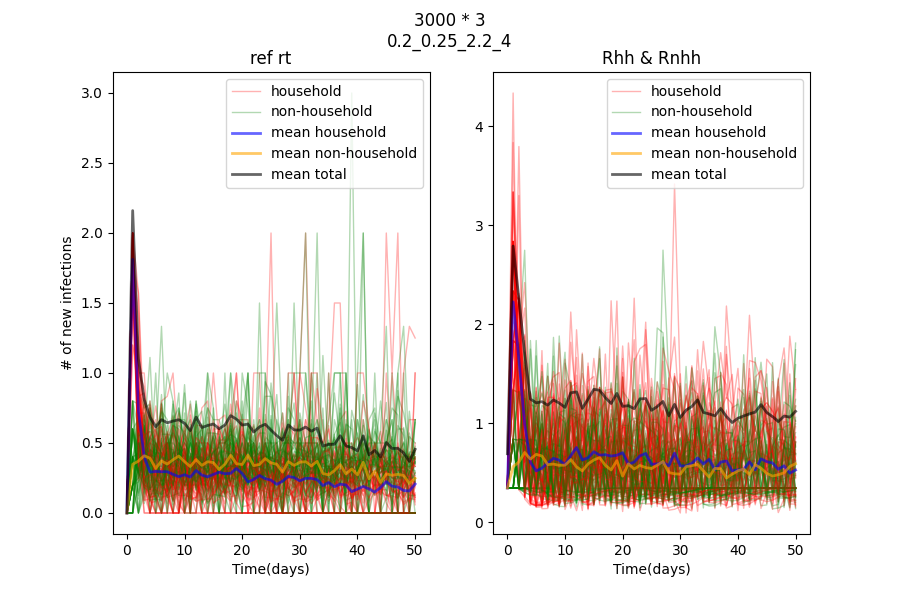 3000 * 3
0.2_0.25_2.2_4
ref rt
household
non-household
mean household
mean non-household
mean total
3.0
2.5
2.0
1.5
1.0
0.5
0.0
# of new infections
0
10
20
30
40
50
Time(days)
Rhh & Rnhh
household
non-household
mean household
mean non-household
mean total
4
3
2
1
0
0
10
20
30
40
50
Time(days)